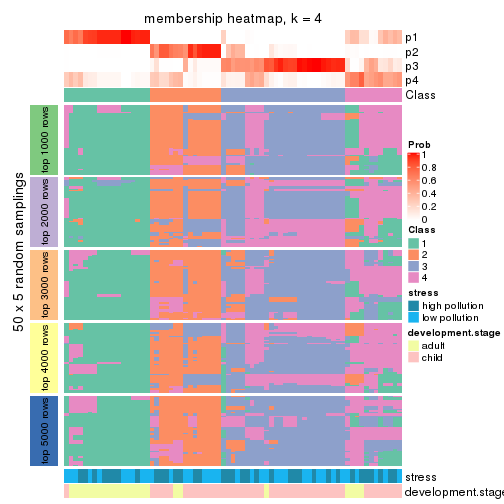 membership heatmap, k = 4
p1
p2
p3
p4
Class
50 x 5 random samplings
top 1000 rows
top 2000 rows
top 3000 rows
top 4000 rows
top 5000 rows
Prob
1
0.8
0.6
0.4
0.2
0
Class
1
2
3
4
stress
high pollution
low pollution
development.stage
adult
child
stress
development.stage